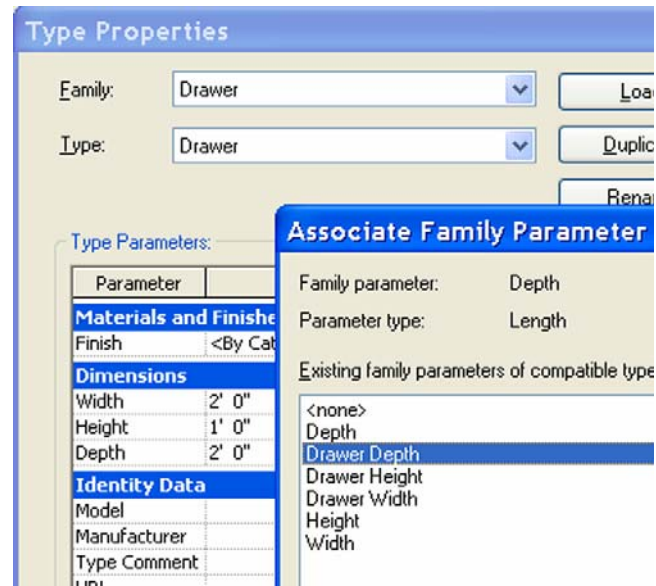 Type Properties
Family: Drawer
Type: Drawer
Type Parameters:
Parameter
Materials and
Finish <By
Dimensions
Width 2' 0"
Height 1' 0"
Depth 2' 0"
Identity Data
Model
Manufacturer
Type Comment
Associate Family Parameter
Family parameter: Depth
Parameter type: Length
Existing family parameters of compatible type
<none>
Depth
Drawer Depth
Drawer Height
Drawer Width
Height
Width